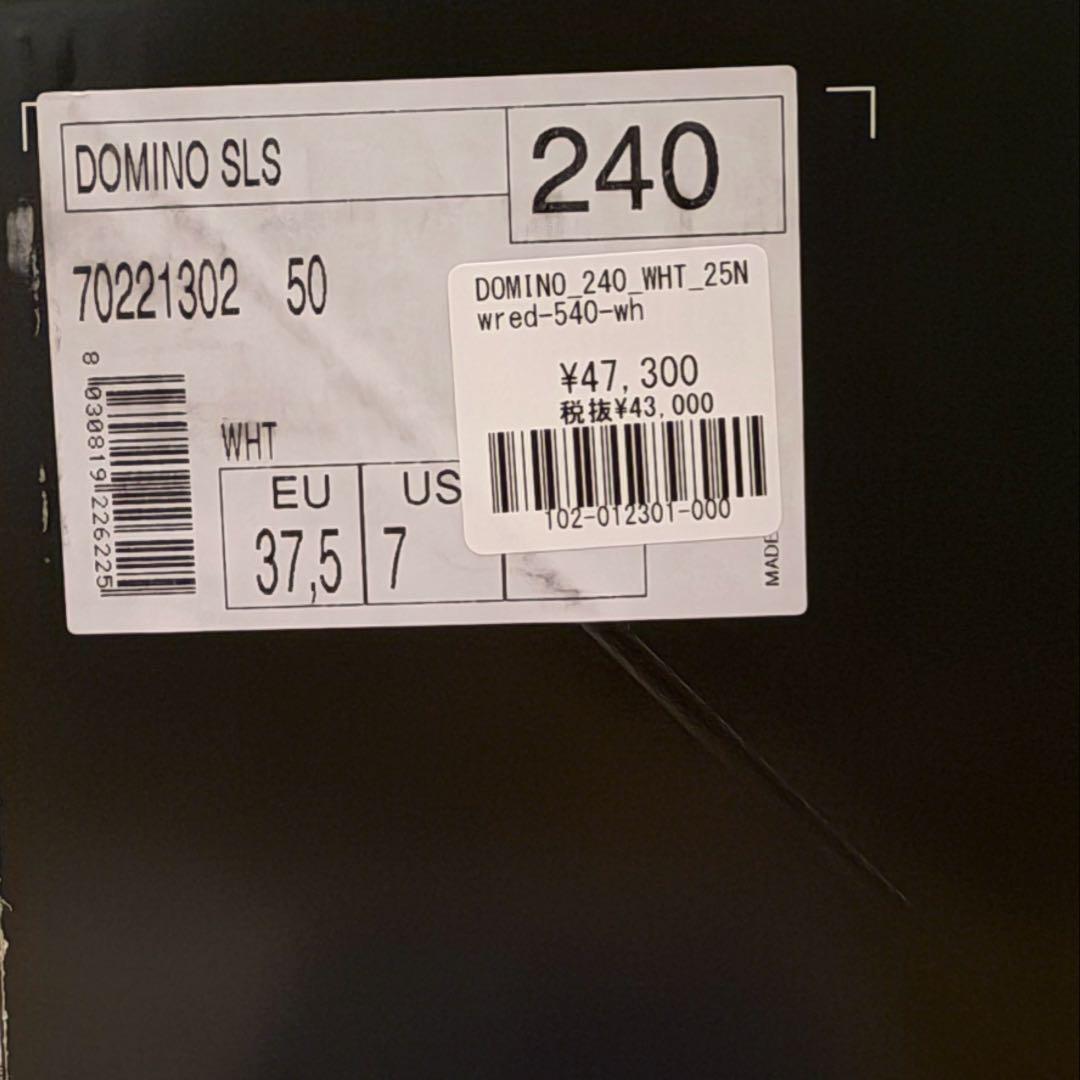 DOMINO SLS
240
70221302 50
8 030819 226225
WHT
EU
US
37,5
7
DOMINO_240_WHT_25N
wred-540-wh
¥47,300
税抜¥43,000
102-012301-000
MADE